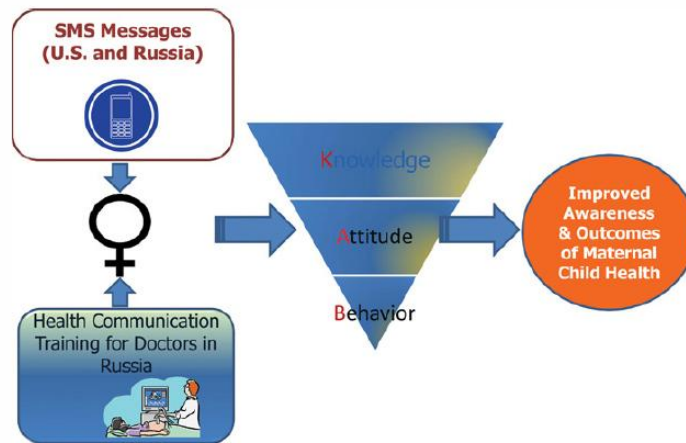 SMS Messages
(U.S. and Russia)
Health Communication
Training for Doctors in
Russia
Knowledge
Attitude
Behavior
Improved
Awareness
& Outcomes
of Maternal
Child Health